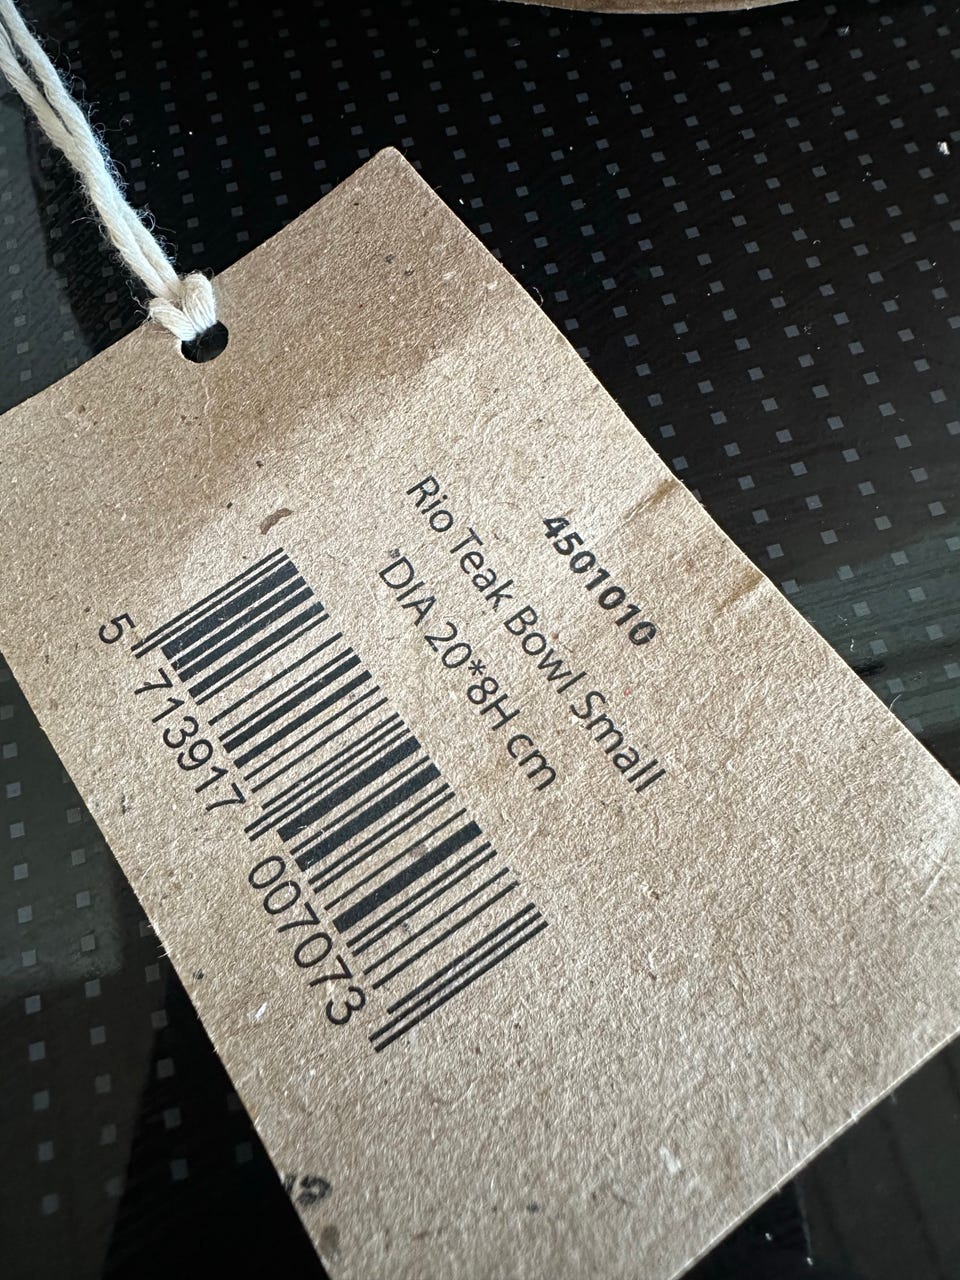 4501010
Rio Teak Bowl Small
"DIA 20*8H cm
5 713917 007073